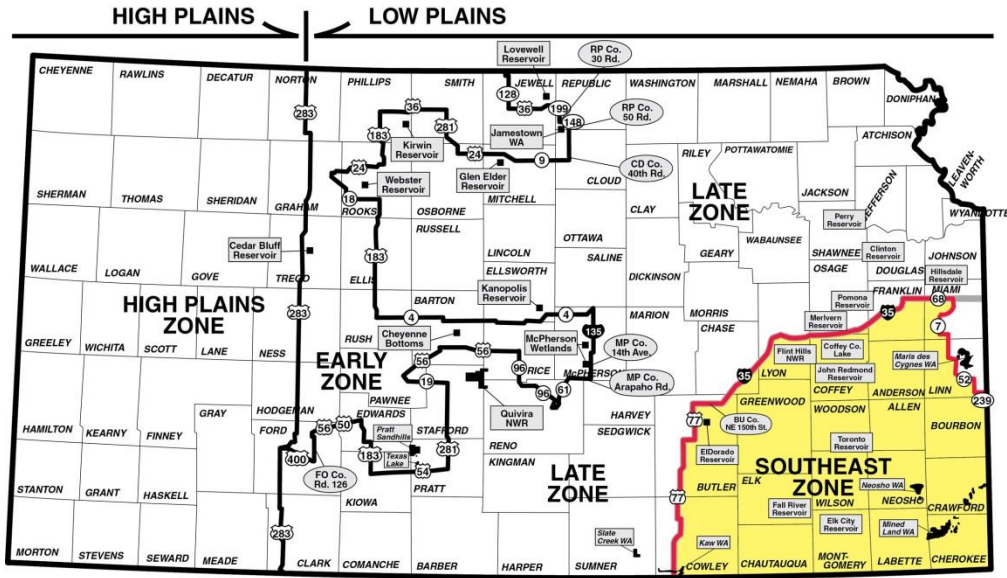 HIGH PLAINS
LOW PLAINS
CHEYENNE
RAWLINS
DECATUR
NORTON
PHILLIPS
SMITH
JEWELL
REPUBLIC
WASHINGTON
MARSHALL
NEMAHA
BROWN
DONIPHAN
Lovewell
Reservoir
RP Co.
30 Rd.
283
128
36
199
148
36
281
183
Kirwin
Reservoir
Jamestown
WA
RP Co.
50 Rd.
ATCHISON
LEAVEN-
WORTH
24
24
9
Webster
Reservoir
Glen Elder
Reservoir
CD Co.
40th Rd.
CLOUD
RILEY
POTTAWATOMIE
JACKSON
JEFFERSON
WYANDOTTE
SHERMAN
THOMAS
SHERIDAN
GRAHAM
18
ROOKS
OSBORNE
MITCHELL
CLAY
LATE
ZONE
RUSSELL
Perry
Reservoir
Cedar Bluff
Reservoir
183
LINCOLN
OTTAWA
WABAUNSEE
SHAWNEE
Clinton
Reservoir
JOHNSON
WALLACE
LOGAN
GOVE
TREGO
ELLIS
ELLSWORTH
SALINE
GEARY
OSAGE
DOUGLAS
Hillsdale
Reservoir
DICKINSON
FRANKLIN
MIAMI
HIGH PLAINS
ZONE
283
BARTON
Kanopolis
Reservoir
MARION
MORRIS
Pomona
Reservoir
68
4
4
135
CHASE
Merlvern
Reservoir
35
7
GREELEY
WICHITA
SCOTT
LANE
NESS
RUSH
Cheyenne
Bottoms
McPherson
Wetlands
MP Co.
14th Ave.
Flint Hills
NWR
Coffey Co.
Lake
Maris des
Cygnes WA
EARLY
ZONE
56
56
RICE
MCPHERSON
LYON
John Redmond
Reservoir
19
96
96
61
MP Co.
Arapaho Rd.
35
COFFEY
ANDERSON
LINN
52
239
HODGEMAN
PAWNEE
GREENWOOD
WOODSON
ALLEN
GRAY
FORD
EDWARDS
STAFFORD
Quivira
NWR
HARVEY
BU Co.
NE 150th St.
BOURBON
HAMILTON
KEARNY
FINNEY
56
50
RENO
SEDGWICK
77
Pratt
Sandhills
ElDorado
Reservoir
Toronto
Reservoir
400
183
Texas
Lake
281
KINGMAN
FO Co.
Rd. 126
54
LATE
ZONE
BUTLER
ELK
SOUTHEAST
ZONE
Neosho WA
STANTON
GRANT
HASKELL
KIOWA
PRATT
77
WILSON
NEOSHO
CRAWFORD
Fall River
Reservoir
283
Elk City
Reservoir
Mined
Land WA
Slate
Creek WA
Kaw WA
MORTON
STEVENS
SEWARD
MEADE
CLARK
COMANCHE
BARBER
HARPER
SUMNER
COWLEY
CHAUTAUQUA
MONT-
GOMERY
LABETTE
CHEROKEE